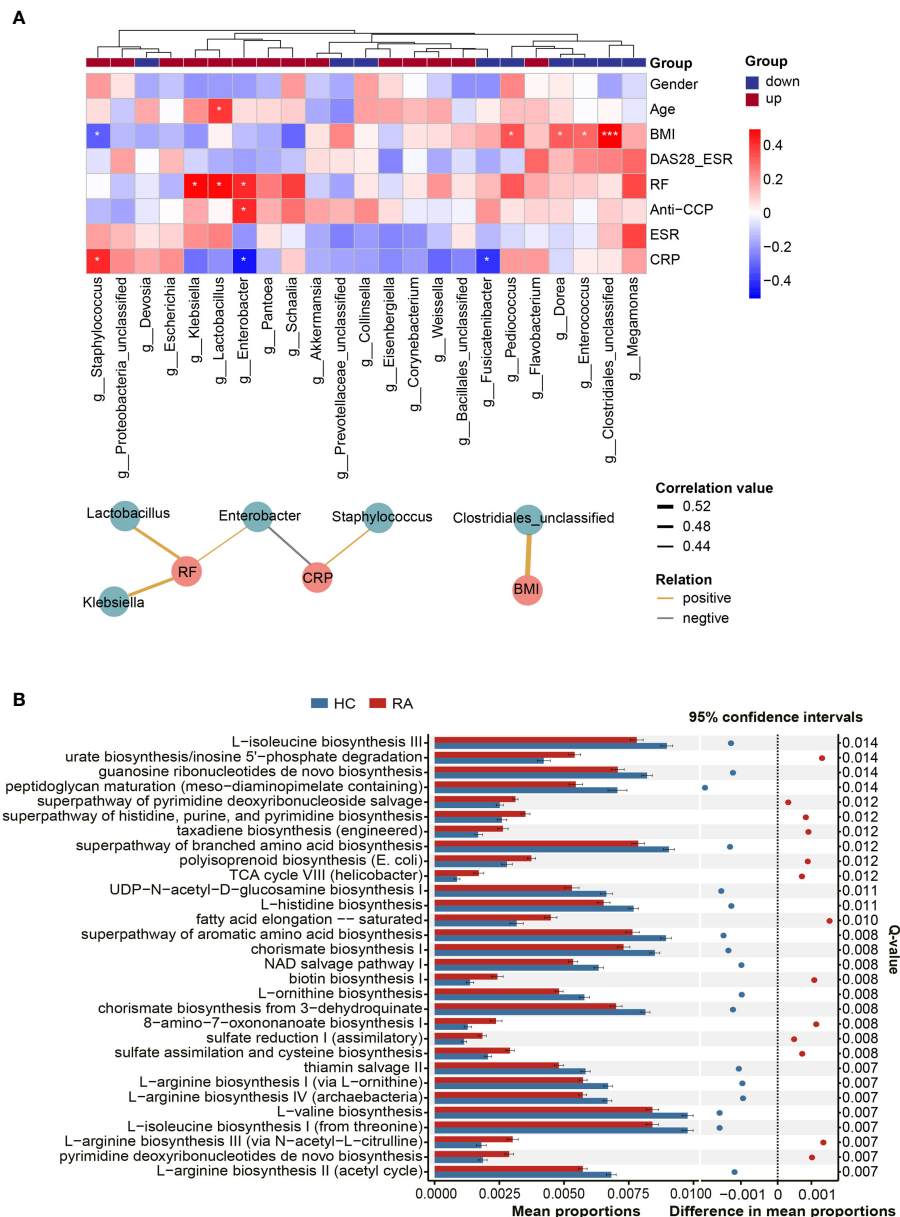 A
Group
Gender
Age
BMI
DAS28_ESR
RF
Anti−CCP
ESR
CRP
*
*
* * * ***
* * *
*
* * *
g__Staphylococcus
g__Proteobacteria_unclassified
g__Devosia
g__Escherichia
g__Klebsiella
g__Lactobacillus
g__Enterobacter
g__Pantoea
g__Schaalia
g__Akkermansia
g__Prevotellaceae_unclassified
g__Collinsella
g__Eisenbergiella
g__Corynebacterium
g__Weissella
g__Bacillales_unclassified
g__Fusicatenibacter
g__Pediococcus
g__Flavobacterium
g__Dorea
g__Enterococcus
g__Clostridiales_unclassified
g__Megamonas
Group
down
up
0.4
0.2
0
−0.2
−0.4
Lactobacillus
Enterobacter
Staphylococcus
Clostridiales_unclassified
RF
CRP
BMI
Klebsiella
Correlation value
0.52
0.48
0.44
Relation
positive
negtive
B
HC RA
95% confidence intervals
L−isoleucine biosynthesis III 0.014
urate biosynthesis/inosine 5'−phosphate degradation 0.014
guanosine ribonucleotides de novo biosynthesis 0.014
peptidoglycan maturation (meso−diaminopimelate containing) 0.014
superpathway of pyrimidine deoxyribonucleoside salvage 0.012
superpathway of histidine, purine, and pyrimidine biosynthesis 0.012
taxadiene biosynthesis (engineered) 0.012
superpathway of branched amino acid biosynthesis 0.012
polyisoprenoid biosynthesis (E. coli) 0.012
TCA cycle VIII (helicobacter) 0.012
UDP−N−acetyl−D−glucosamine biosynthesis I 0.011
L−histidine biosynthesis 0.011
fatty acid elongation −− saturated 0.010
superpathway of aromatic amino acid biosynthesis 0.008
chorismate biosynthesis I 0.008
NAD salvage pathway I 0.008
biotin biosynthesis I 0.008
L−ornithine biosynthesis 0.008
chorismate biosynthesis from 3−dehydroquinate 0.008
8−amino−7−oxononanoate biosynthesis I 0.008
sulfate reduction I (assimilatory) 0.008
sulfate assimilation and cysteine biosynthesis 0.008
thiamin salvage II 0.007
L−arginine biosynthesis I (via L−ornithine) 0.007
L−arginine biosynthesis IV (archaebacteria) 0.007
L−valine biosynthesis 0.007
L−isoleucine biosynthesis I (from threonine) 0.007
L−arginine biosynthesis III (via N−acetyl−L−citrulline) 0.007
pyrimidine deoxyribonucleotides de novo biosynthesis 0.007
L−arginine biosynthesis II (acetyl cycle) 0.007
Q−value
0.0000 0.0025 0.0050 0.0075 0.0100 −0.001 0 0.001
Mean proportions Difference in mean proportions